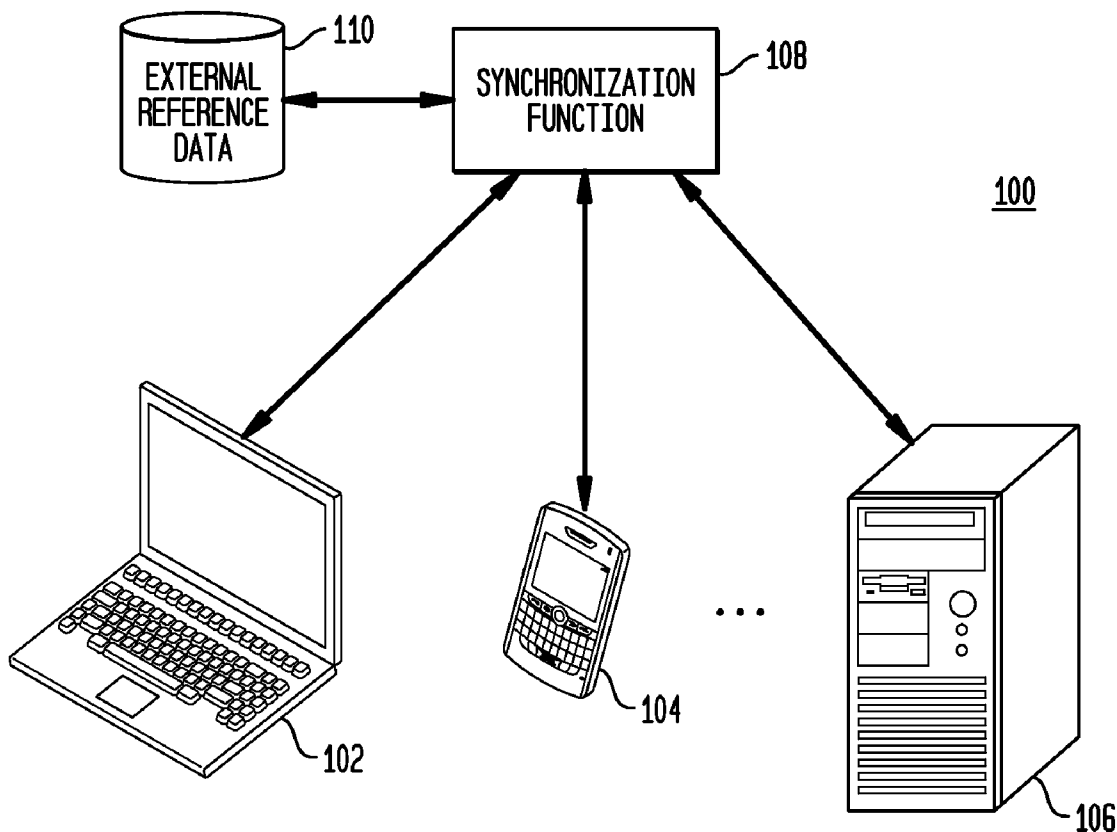 110
EXTERNAL
REFERENCE
DATA
SYNCHRONIZATION
FUNCTION
108
100
102
104
...
106